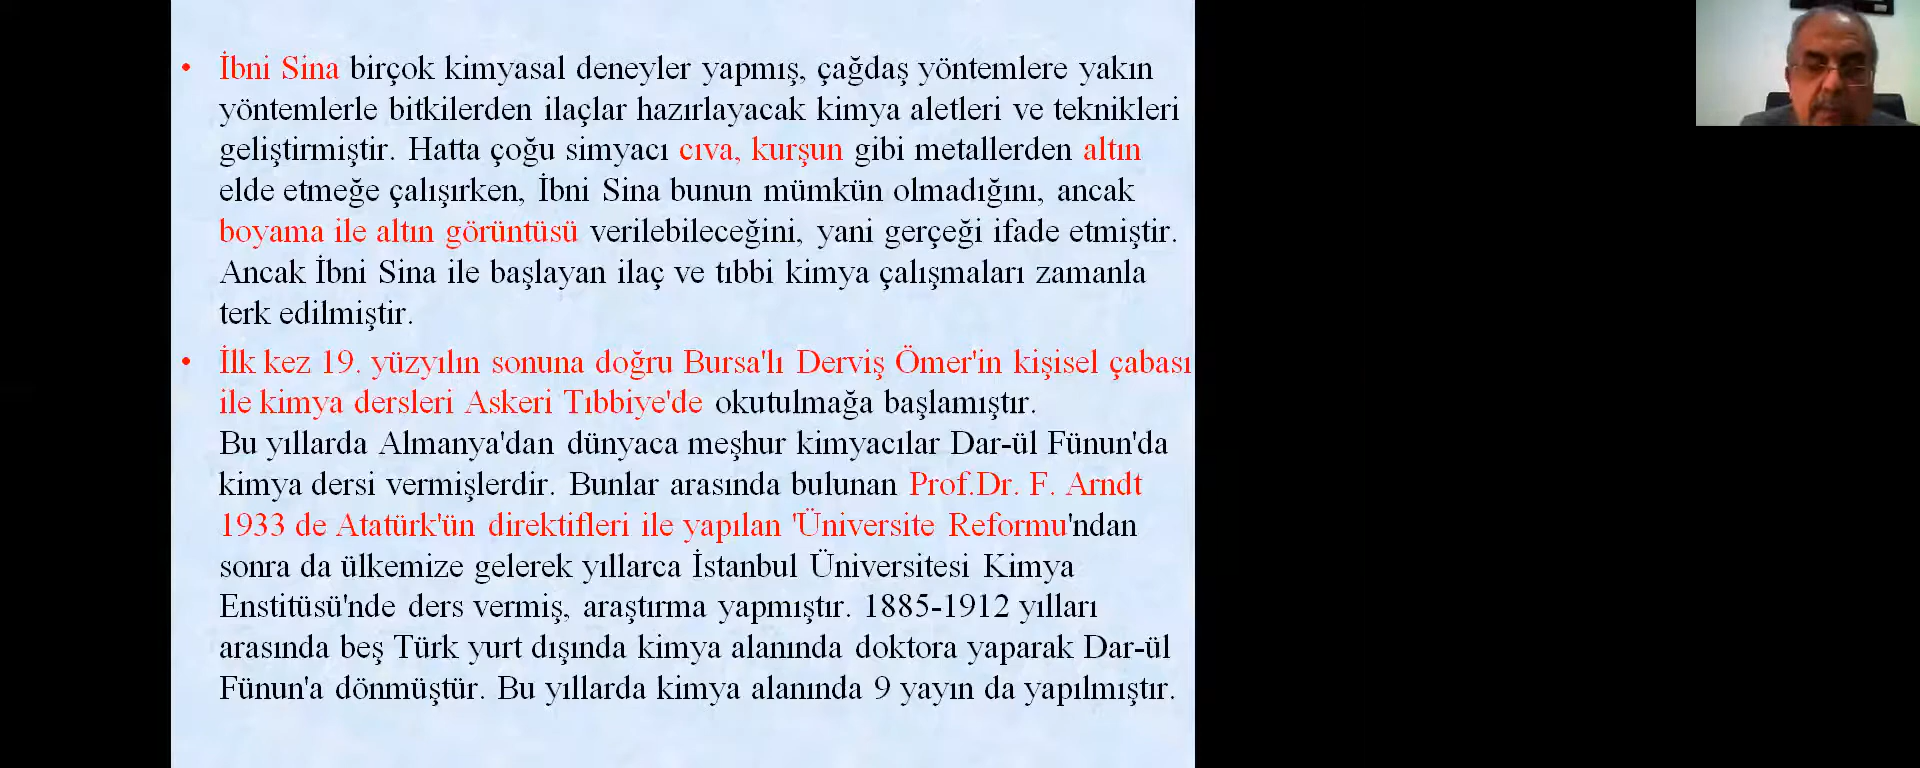 • İbni Sina birçok kimyasal deneyler yapmış, çağdaş yöntemlere yakın
yöntemlerle bitkilerden ilaçlar hazırlayacak kimya aletleri ve teknikleri
geliştirmiştir. Hatta çoğu simyacı cıva, kurşun gibi metallerden altın
elde etmeğe çalışırken, İbni Sina bunun mümkün olmadığını, ancak
boyama ile altın görüntüsü verilebileceğini, yani gerçeği ifade etmiştir.
Ancak İbni Sina ile başlayan ilaç ve tıbbi kimya çalışmaları zamanla
terk edilmiştir.
• İlk kez 19. yüzyılın sonuna doğru Bursa'lı Derviş Ömer'in kişisel çabası
ile kimya dersleri Askeri Tıbbiye'de okutulmağa başlamıştır.
Bu yıllarda Almanya'dan dünyaca meşhur kimyacılar Dar-ül Fünun'da
kimya dersi vermişlerdir. Bunlar arasında bulunan Prof.Dr. F. Arndt
1933 de Atatürk'ün direktifleri ile yapılan 'Üniversite Reformu'ndan
sonra da ülkemize gelerek yıllarca İstanbul Üniversitesi Kimya
Enstitüsü'nde ders vermiş, araştırma yapmıştır. 1885-1912 yılları
arasında beş Türk yurt dışında kimya alanında doktora yaparak Dar-ül
Fünun'a dönmüştür. Bu yıllarda kimya alanında 9 yayın da yapılmıştır.